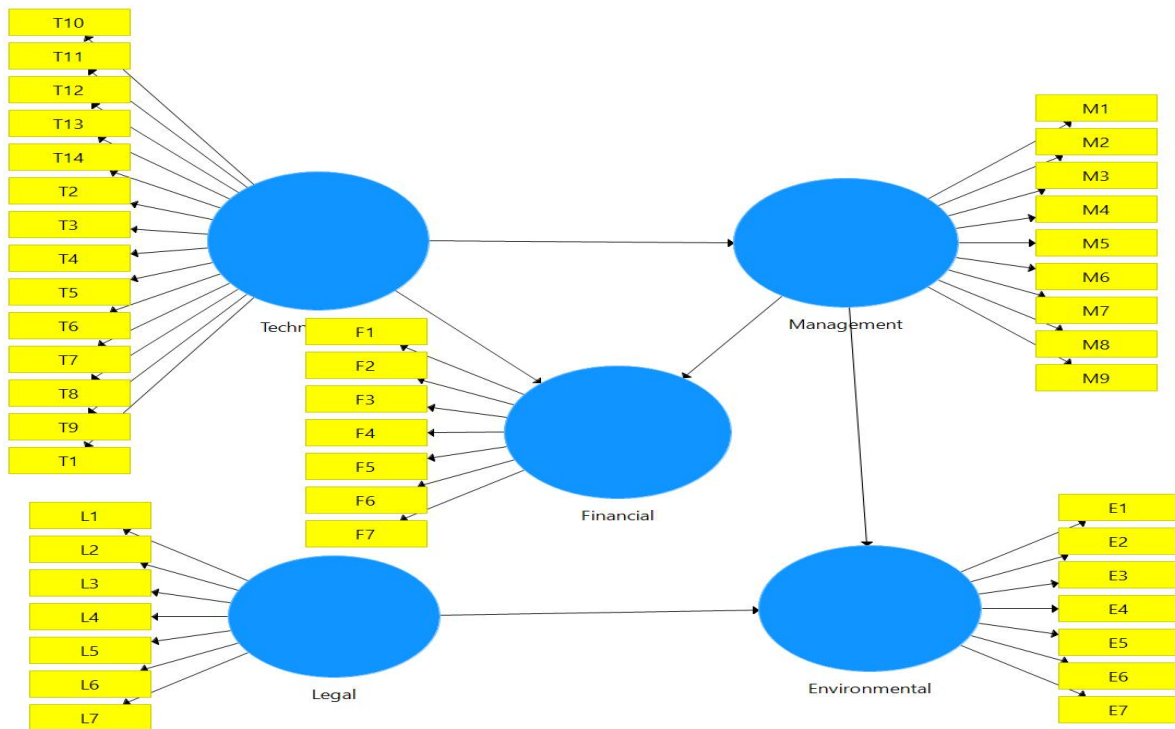 T10
T11
T12
T13
T14
T2
T3
T4
T5
T6
T7
T8
T9
T1
M1
M2
M3
M4
M5
M6
M7
M8
M9
Management
F1
F2
F3
F4
F5
F6
F7
Financial
L1
L2
L3
L4
L5
L6
L7
Legal
E1
E2
E3
E4
E5
E6
E7
Environmental